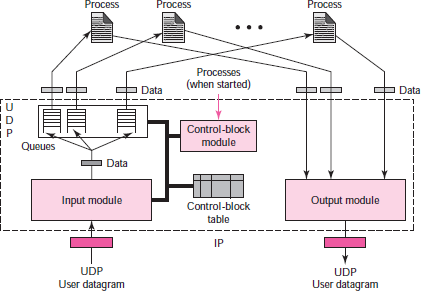 Process
Process
Process
Data
Processes
(when started)
Data
U
D
P
Queues
Control-block
module
Data
Input module
Control-block
table
Output module
IP
UDP
User datagram
UDP
User datagram